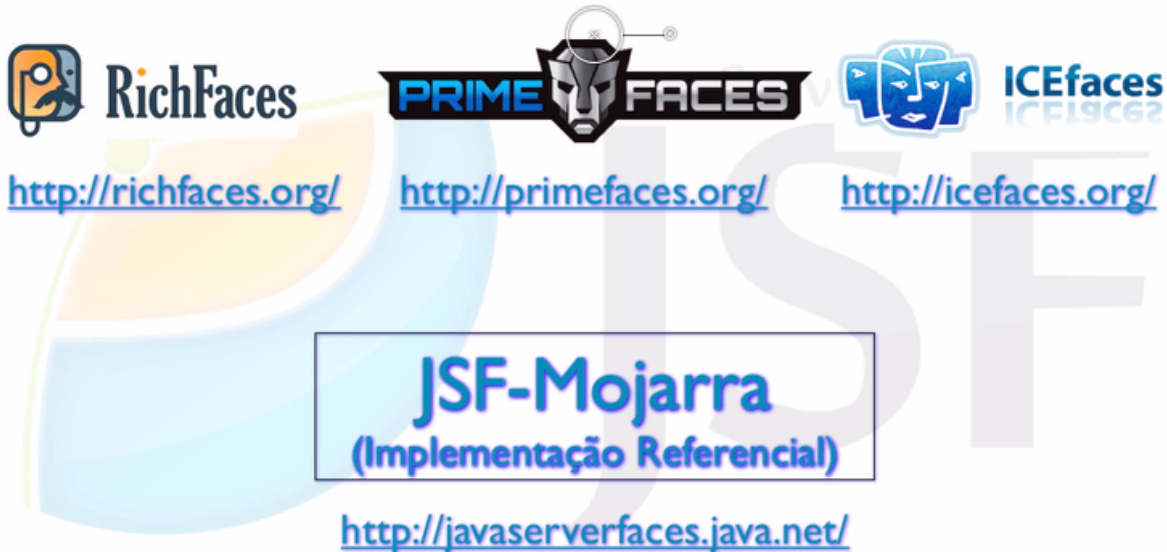 RichFaces
PRIME FACES
ICEfaces
http://richfaces.org/
http://primefaces.org/
http://icefaces.org/
JSF
JSF-Mojarra
(Implementação Referencial)
http://javaserverfaces.java.net/